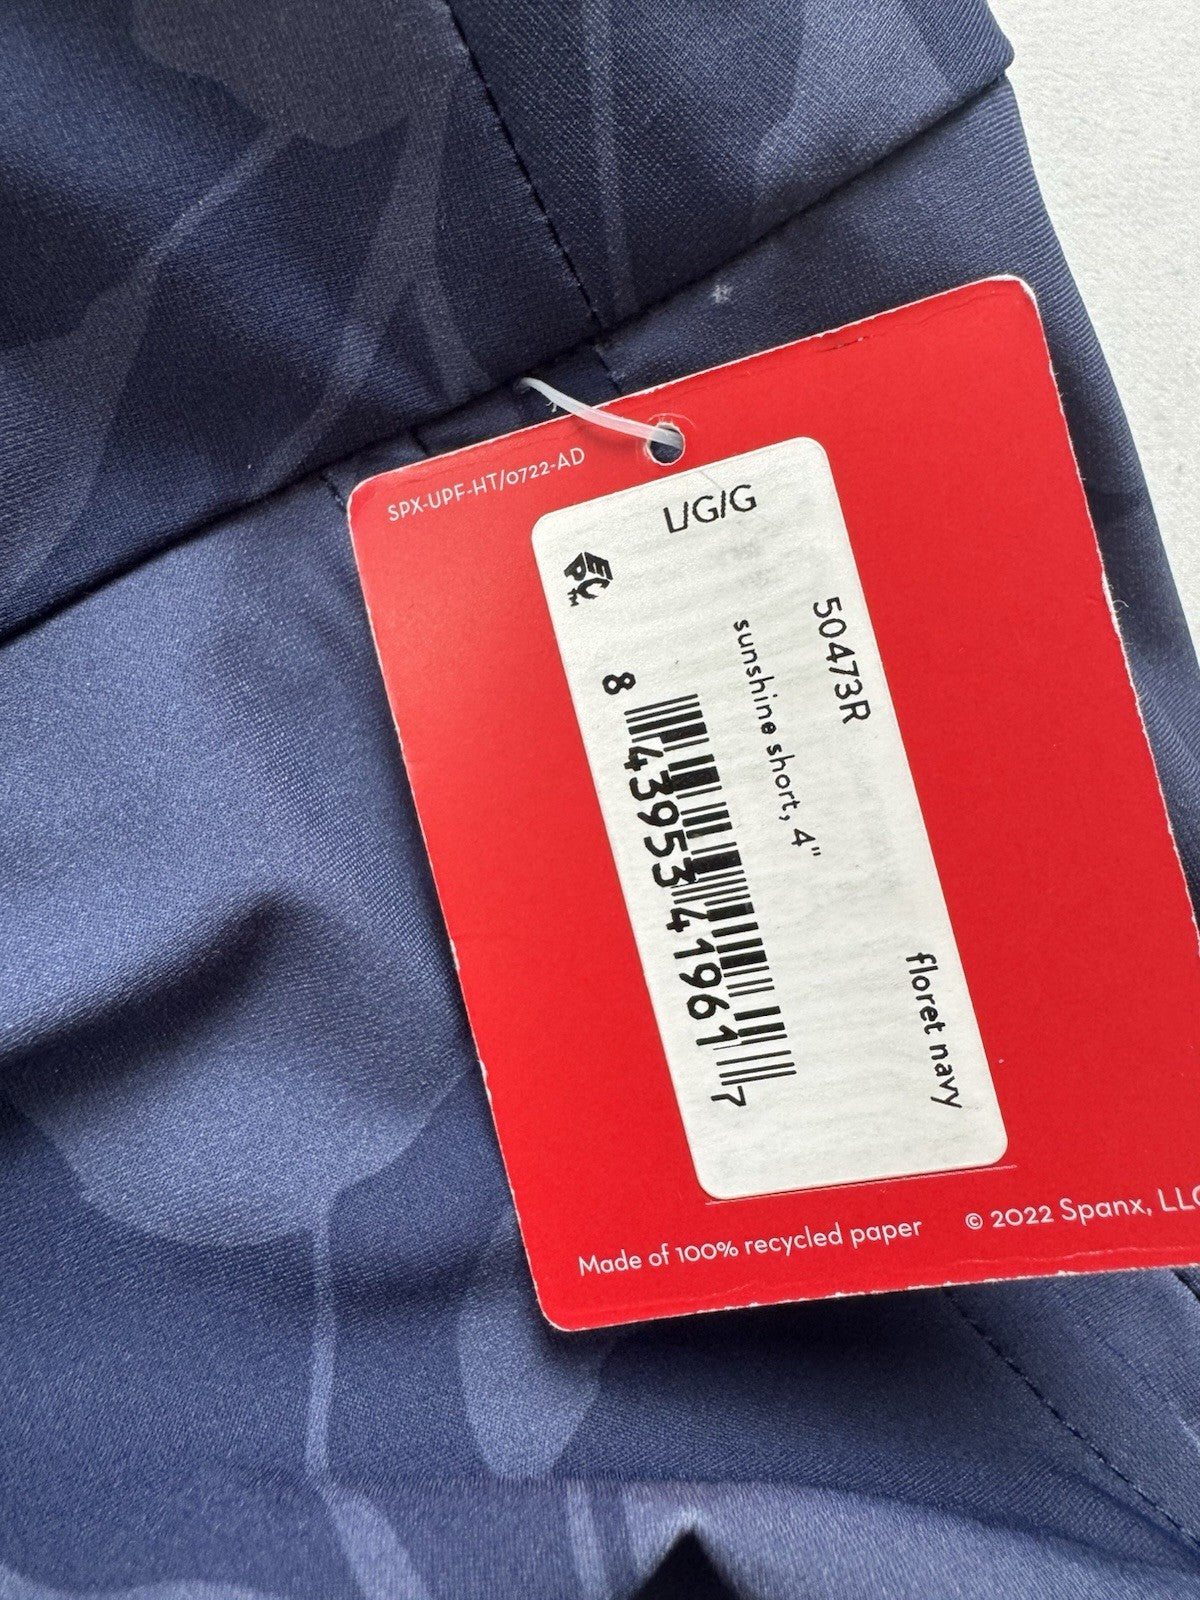 SPX-UPF-HT/0722-AD
L/G/G
50473R
floret navy
sunshine short, 4"
8 43953 41961 7
EPC™
Made of 100% recycled paper
© 2022 Spanx, LLC